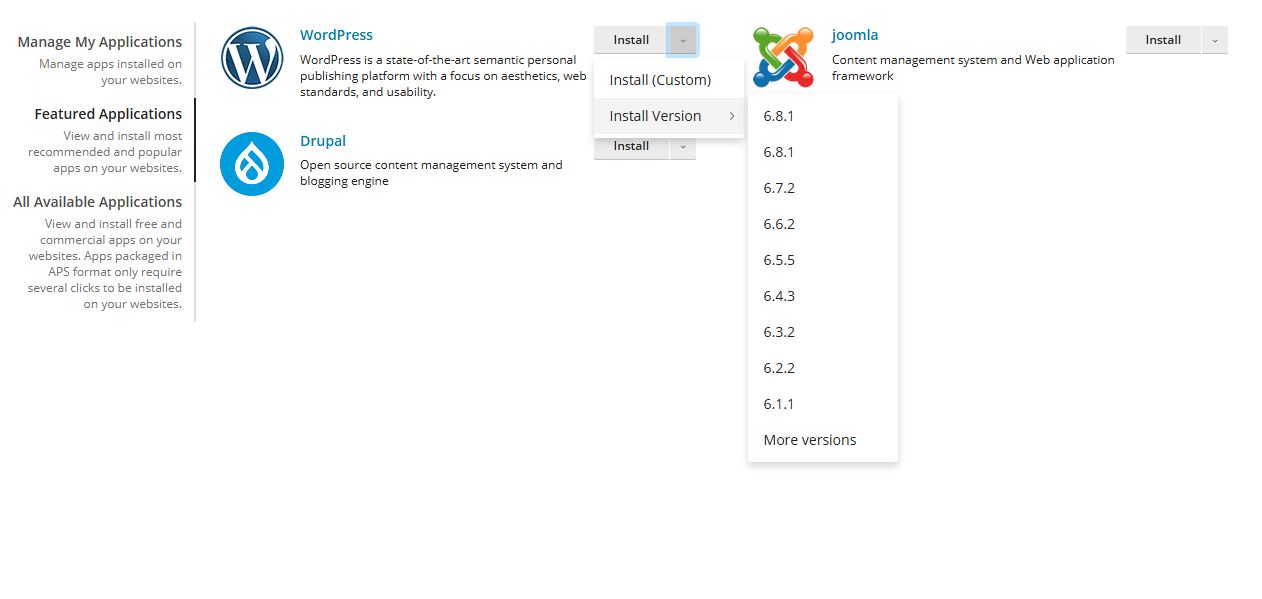 Manage My Applications
Manage apps installed on
your websites.
Featured Applications
View and install most
recommended and popular
apps on your websites.
All Available Applications
View and install free and
commercial apps on your
websites. Apps packaged in
APS format only require
several clicks to be installed
on your websites.
WordPress
WordPress is a state-of-the-art semantic personal
publishing platform with a focus on aesthetics, web
standards, and usability.
Install
Install (Custom)
Install Version
6.8.1
6.8.1
6.7.2
6.6.2
6.5.5
6.4.3
6.3.2
6.2.2
6.1.1
More versions
joomla
Content management system and Web application
framework
Install
Drupal
Open source content management system and
blogging engine
Install